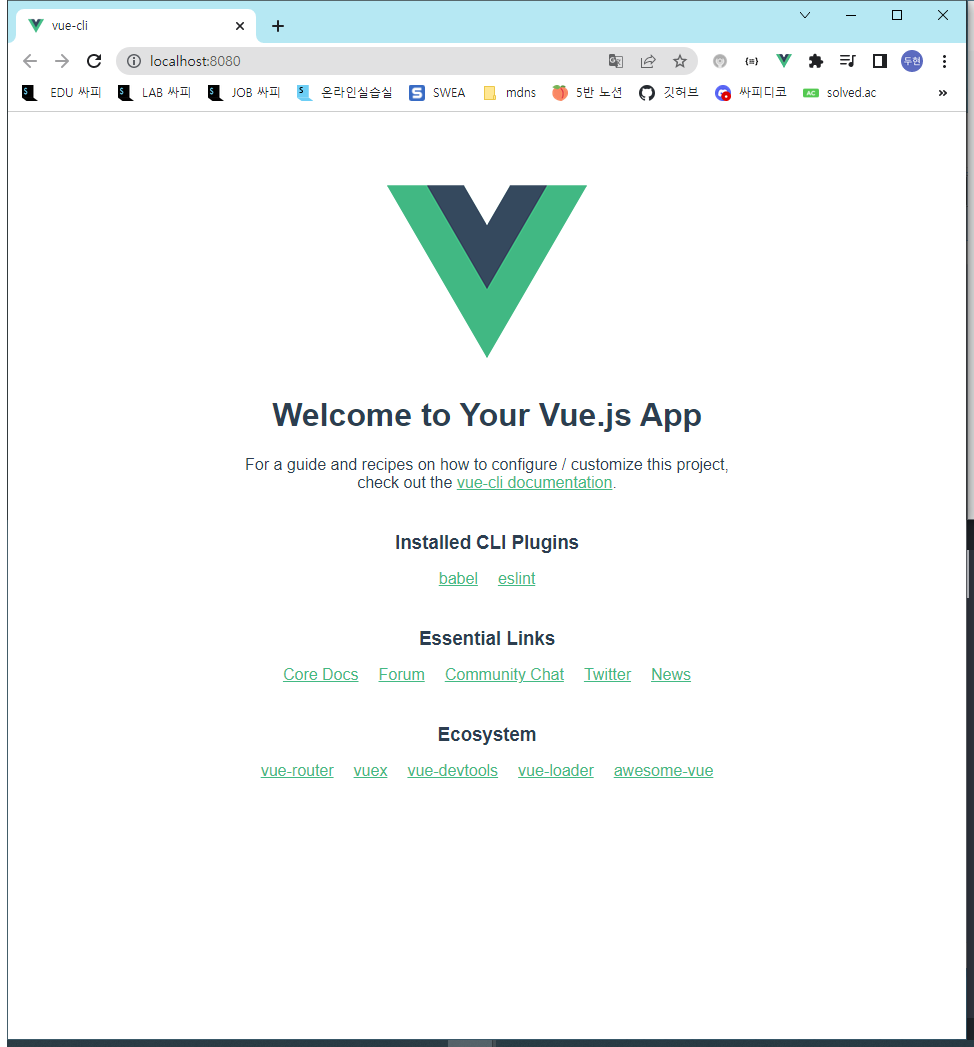 vue-cli
localhost:8080
두현
EDU 싸피 LAB 싸피 JOB 싸피 온라인실습실 SWEA mdns 5반 노션 깃허브 싸피디코 AC solved.ac »
Welcome to Your Vue.js App
For a guide and recipes on how to configure / customize this project,
check out the vue-cli documentation.
Installed CLI Plugins
babel eslint
Essential Links
Core Docs Forum Community Chat Twitter News
Ecosystem
vue-router vuex vue-devtools vue-loader awesome-vue